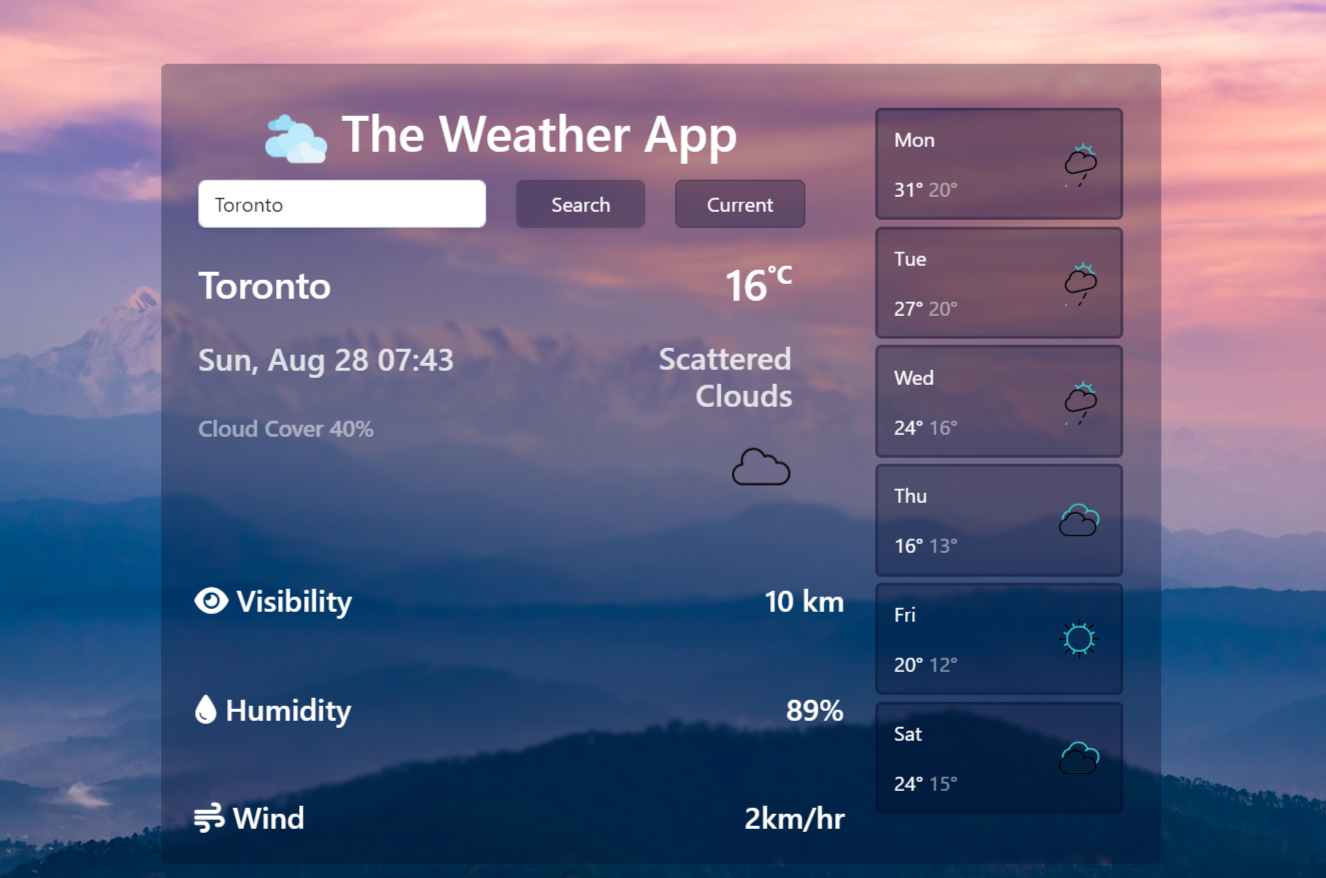 The Weather App
Toronto
Search
Current
Toronto
16°C
Sun, Aug 28 07:43
Scattered
Clouds
Cloud Cover 40%
Visibility
10 km
Humidity
89%
Wind
2km/hr
Mon
31° 20°
Tue
27° 20°
Wed
24° 16°
Thu
16° 13°
Fri
20° 12°
Sat
24° 15°